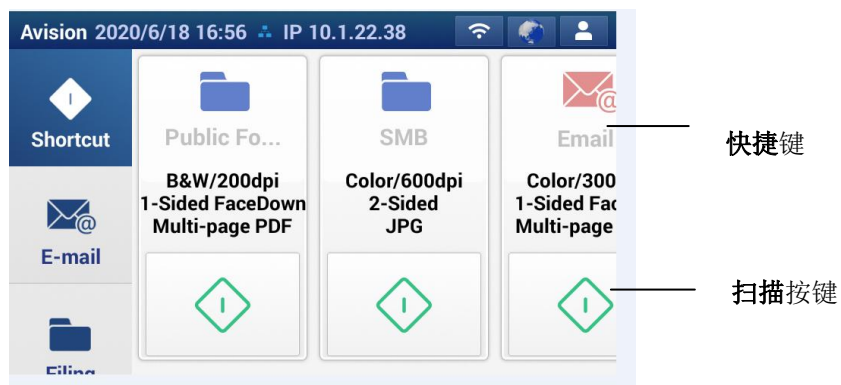 Avision 2020/6/18 16:56 IP 10.1.22.38
Shortcut
E-mail
Filing
Public Fo...
B&W/200dpi
1-Sided FaceDown
Multi-page PDF
SMB
Color/600dpi
2-Sided
JPG
Email
Color/300
1-Sided Fac
Multi-page
快捷键
扫描按键